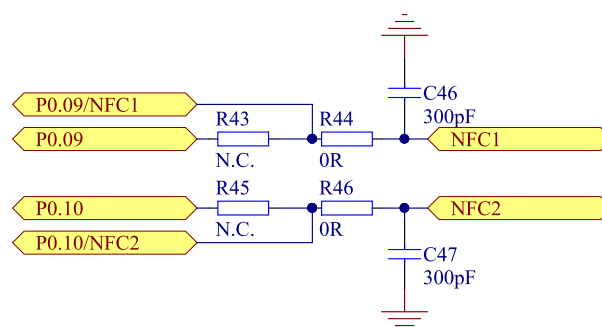 C46
300pF
P0.09/NFC1
R43
R44
P0.09
NFC1
N.C.
0R
R45
R46
P0.10
NFC2
P0.10/NFC2
N.C.
0R
C47
300pF